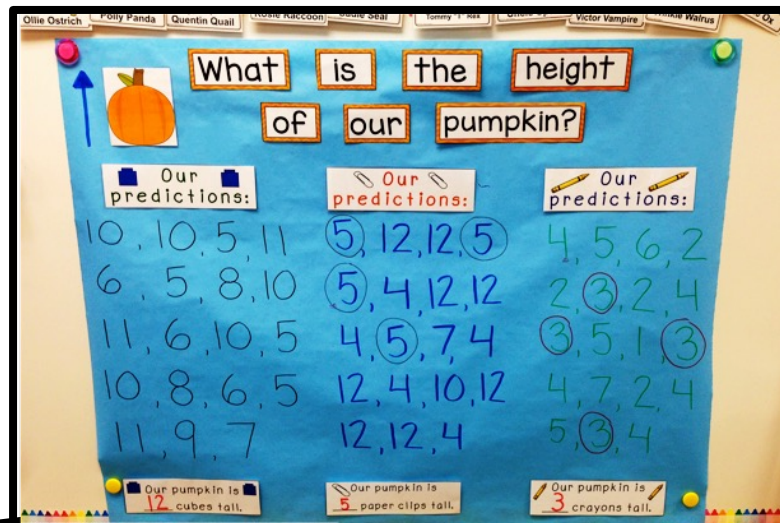 Ollie Ostrich
Polly Panda
Quentin Quail
Rosie Raccoon
Seal
Tommy "T" Rex
Victor Vampire
Walrus
Ox
What is the height
of our pumpkin?
Our
predictions:
10, 10, 5, 11
6, 5, 8, 10
11, 6, 10, 5
10, 8, 6, 5
11, 9, 7
Our pumpkin is
12 cubes tall.
Our
predictions:
5, 12, 12, 5
5, 4, 12, 12
4, 5, 7, 4
12, 4, 10, 12
12, 12, 4
Our pumpkin is
5 paper clips tall.
Our
predictions:
4, 5, 6, 2
2, 3, 2, 4
3, 5, 1, 3
4, 7, 2, 4
5, 3, 4
Our pumpkin is
3 crayons tall.